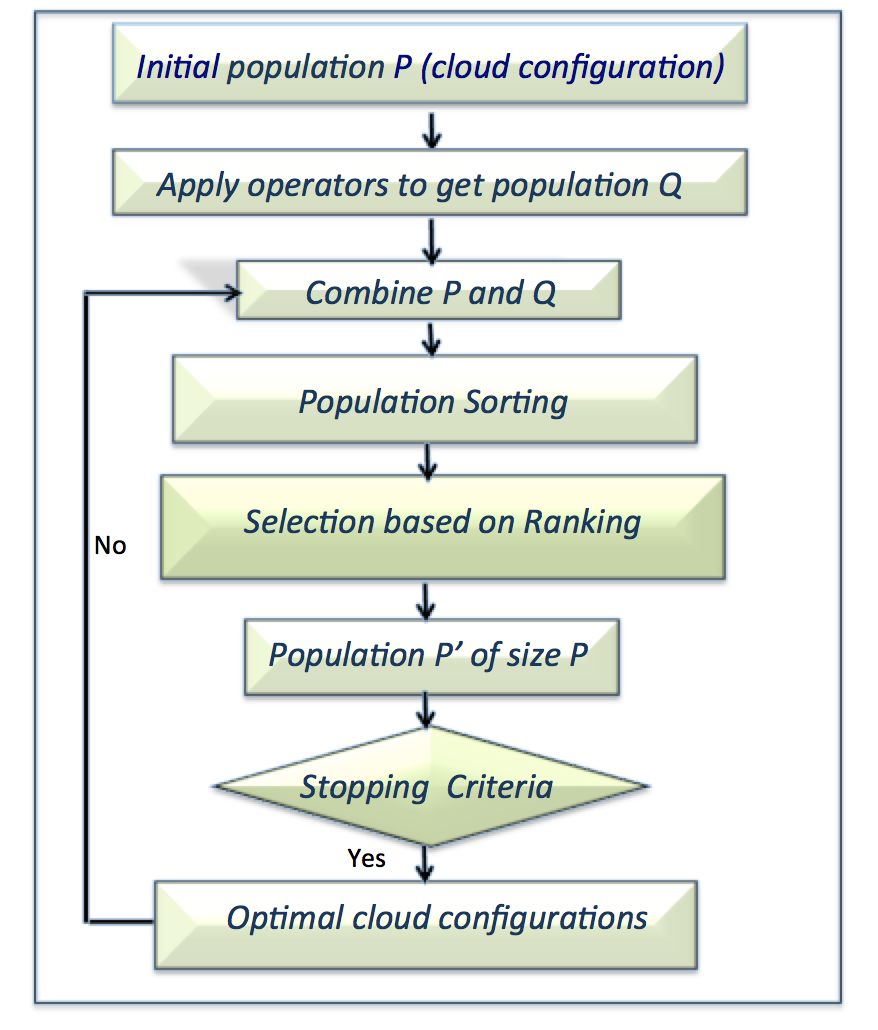 Initial population P (cloud configuration)
Apply operators to get population Q
Combine P and Q
Population Sorting
Selection based on Ranking
No
Population P’ of size P
Stopping Criteria
Yes
Optimal cloud configurations